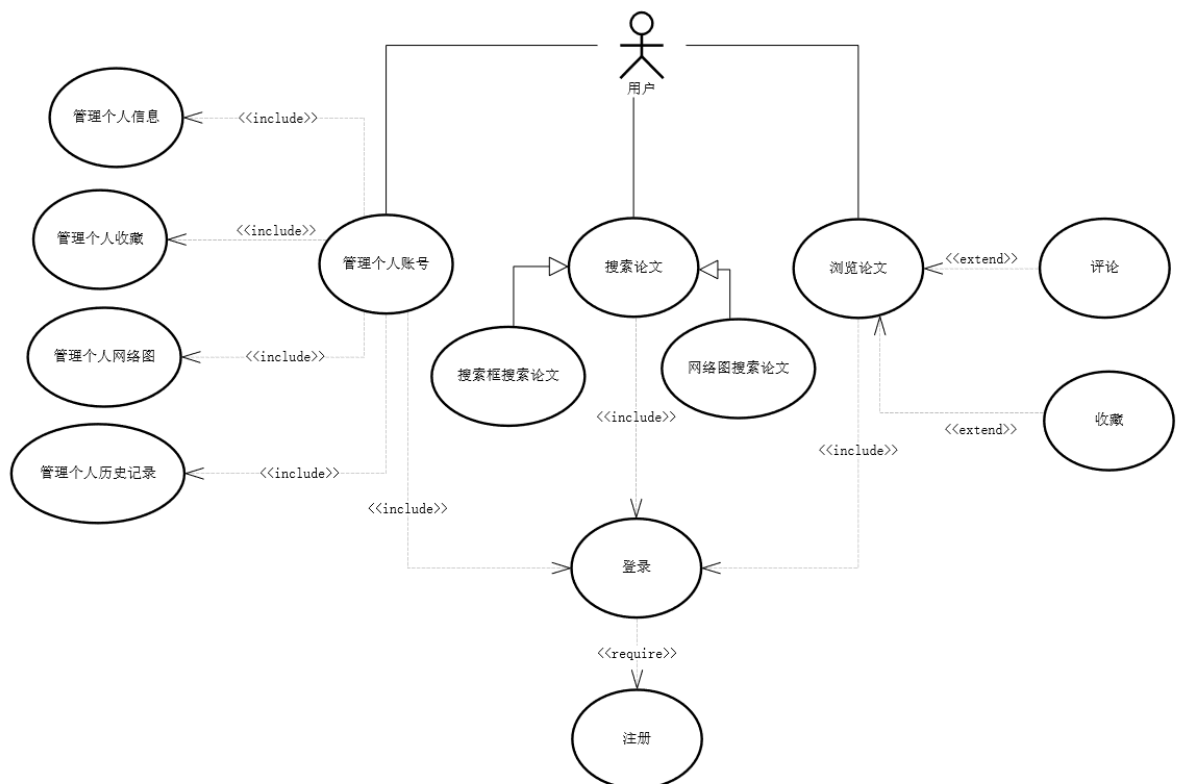 用户
管理个人信息
<<include>>
管理个人收藏
<<include>>
管理个人账号
搜索论文
浏览论文
<<extend>>
评论
管理个人网络图
<<include>>
搜索框搜索论文
网络图搜索论文
<<include>>
<<extend>>
收藏
<<include>>
管理个人历史记录
<<include>>
<<include>>
登录
<<require>>
注册